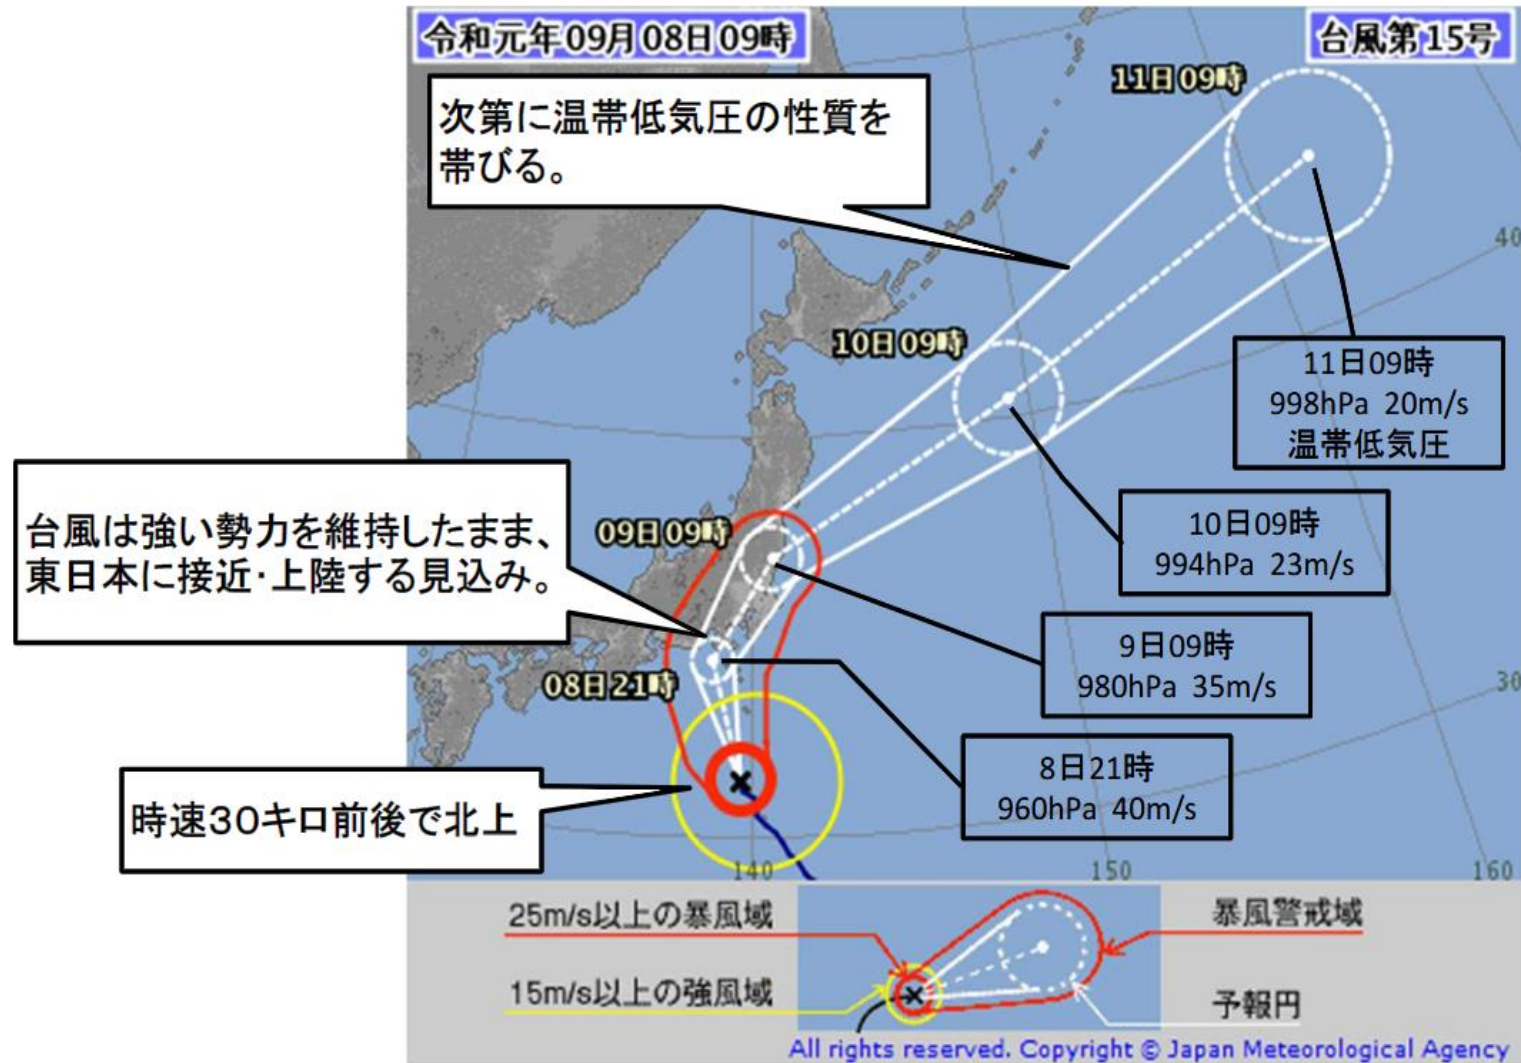 令和元年09月08日09時
台風第15号
11日09時
次第に温帯低気圧の性質を
帯びる。
40
10日09時
11日09時
998hPa 20m/s
温帯低気圧
台風は強い勢力を維持したまま、
東日本に接近・上陸する見込み。
09日09時
10日09時
994hPa 23m/s
9日09時
980hPa 35m/s
08日21時
30
8日21時
960hPa 40m/s
時速30キロ前後で北上
140
150
160
25m/s以上の暴風域
暴風警戒域
15m/s以上の強風域
予報円
All rights reserved. Copyright © Japan Meteorological Agency